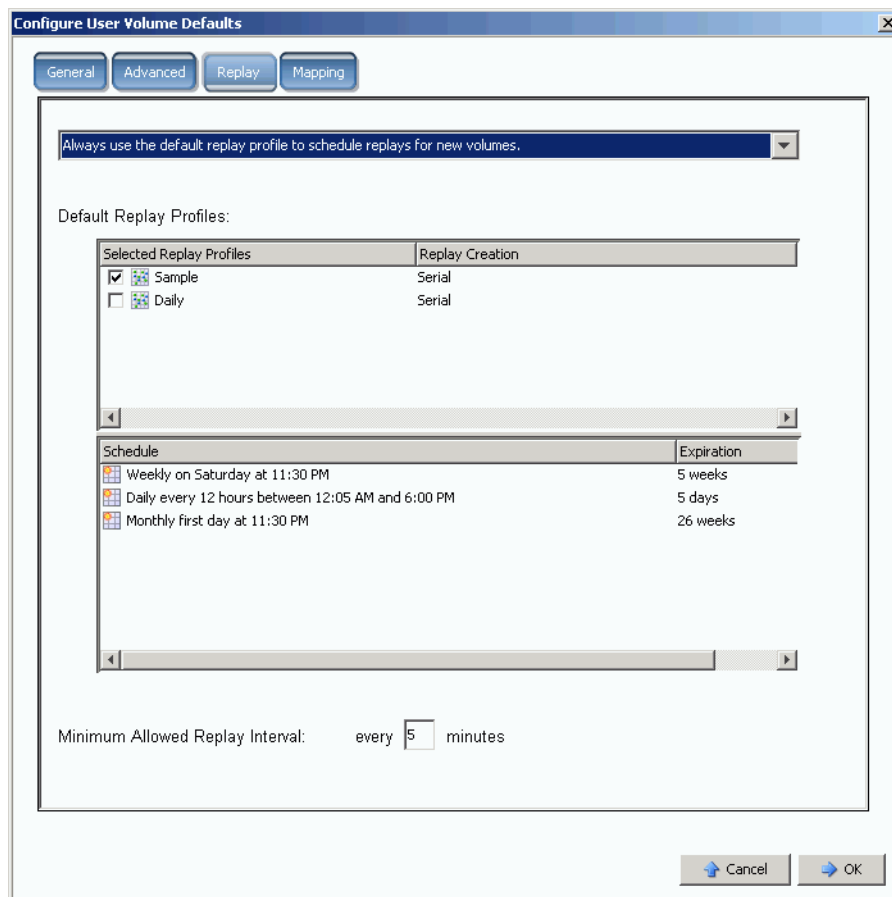 Configure User Volume Defaults
General Advanced Replay Mapping
Always use the default replay profile to schedule replays for new volumes.
Default Replay Profiles:
Selected Replay Profiles Replay Creation
Sample Serial
Daily Serial
Schedule Expiration
Weekly on Saturday at 11:30 PM 5 weeks
Daily every 12 hours between 12:05 AM and 6:00 PM 5 days
Monthly first day at 11:30 PM 26 weeks
Minimum Allowed Replay Interval: every 5 minutes
Cancel OK